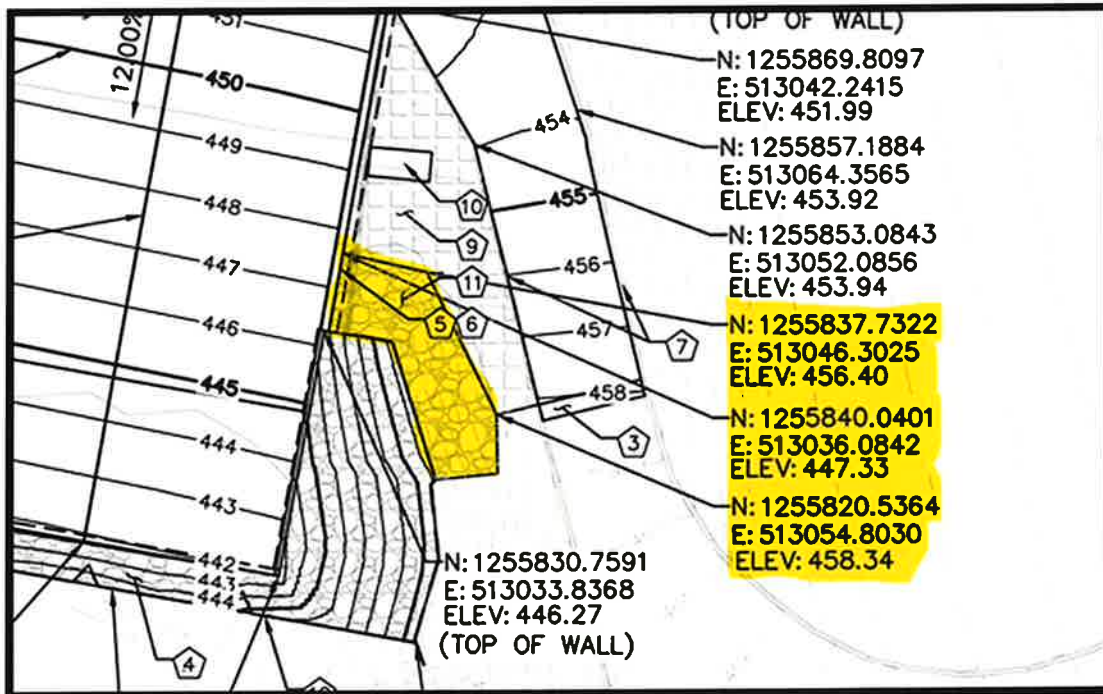 (TOP OF WALL)
N: 1255869.8097
E: 513042.2415
ELEV: 451.99
N: 1255857.1884
E: 513064.3565
ELEV: 453.92
N: 1255853.0843
E: 513052.0856
ELEV: 453.94
N: 1255837.7322
E: 513046.3025
ELEV: 456.40
N: 1255840.0401
E: 513036.0842
ELEV: 447.33
N: 1255820.5364
E: 513054.8030
ELEV: 458.34
N: 1255830.7591
E: 513033.8368
ELEV: 446.27
(TOP OF WALL)
12.00%
450
449
448
447
446
445
444
443
442
443
444
454
455
456
457
458
10
9
11
5
6
7
3
4